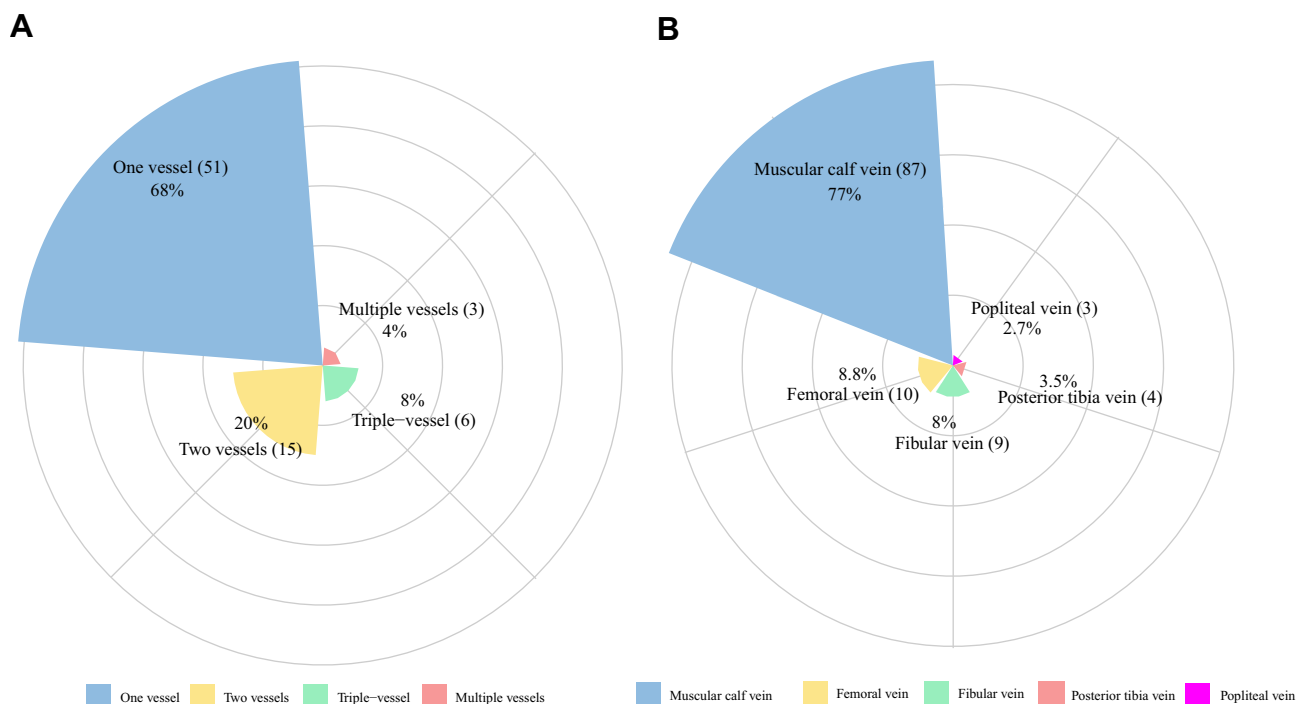 A
One vessel (51)
68%
Multiple vessels (3)
4%
8%
Triple−vessel (6)
20%
Two vessels (15)
One vessel
Two vessels
Triple−vessel
Multiple vessels
B
Muscular calf vein (87)
77%
Popliteal vein (3)
2.7%
8.8%
Femoral vein (10)
3.5%
Posterior tibia vein (4)
8%
Fibular vein (9)
Muscular calf vein
Femoral vein
Fibular vein
Posterior tibia vein
Popliteal vein